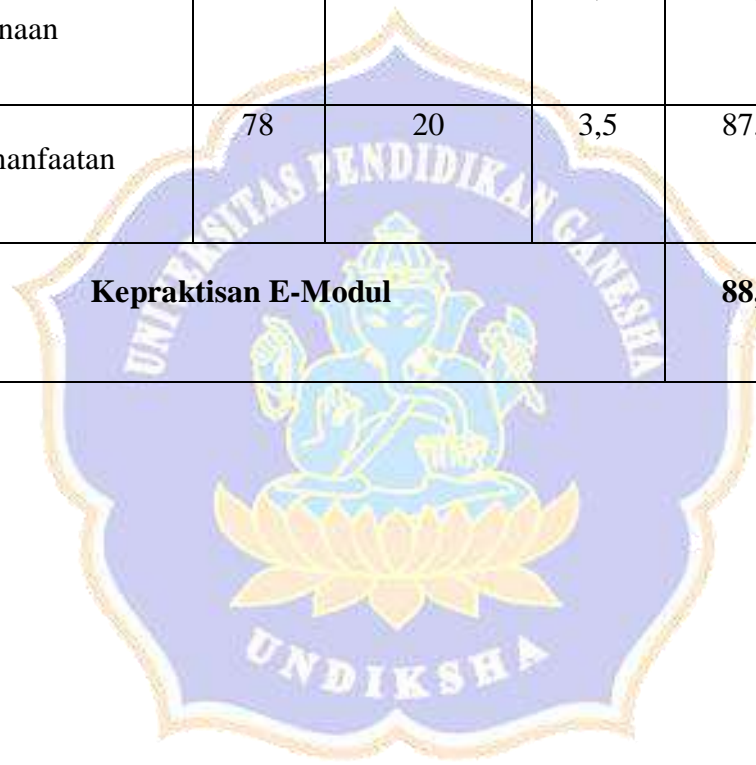 naan
78 20 3,5 87,
nanfaatan
UNIVERSITAS PENDIDIKAN GANESHA
Kepraktisan E-Modul 88,
UNDIKSHA